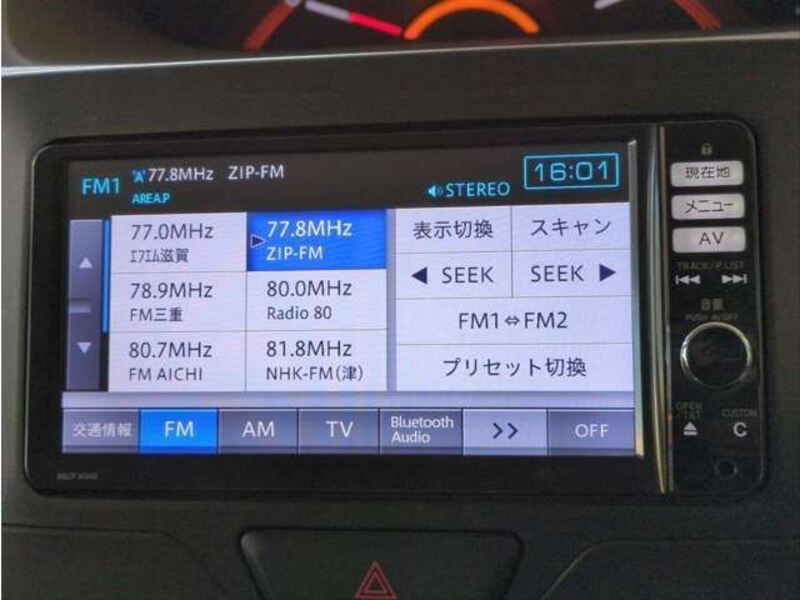 FM1 77.8MHz ZIP-FM
AREA.P
STEREO
16:01
77.0MHz
エフエム滋賀
77.8MHz
ZIP-FM
78.9MHz
FM三重
80.0MHz
Radio 80
80.7MHz
FM AICHI
81.8MHz
NHK-FM(津)
表示切換
スキャン
◀ SEEK
SEEK ▶
FM1⇔FM2
プリセット切換
交通情報
FM
AM
TV
Bluetooth
Audio
>>
OFF
現在地
メニュー
AV
TRACK/P.LIST
音量
PUSH ON/OFF
OPEN
/TILT
CUSTOM
C